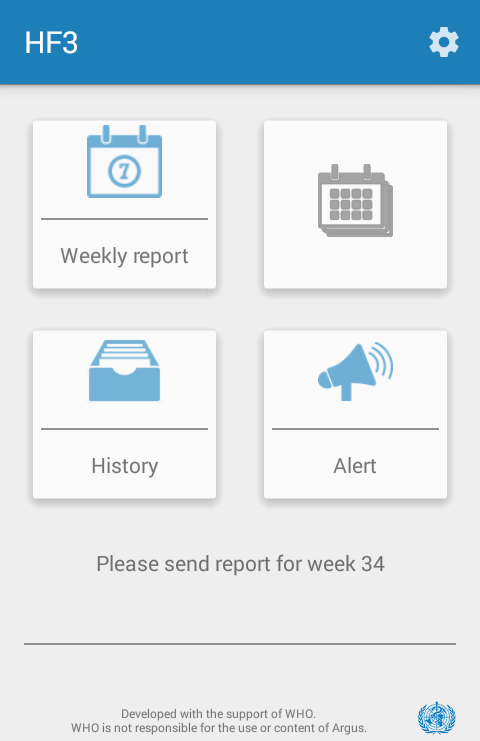 HF3
7
Weekly report
History
Alert
Please send report for week 34
Developed with the support of WHO.
WHO is not responsible for the use or content of Argus.